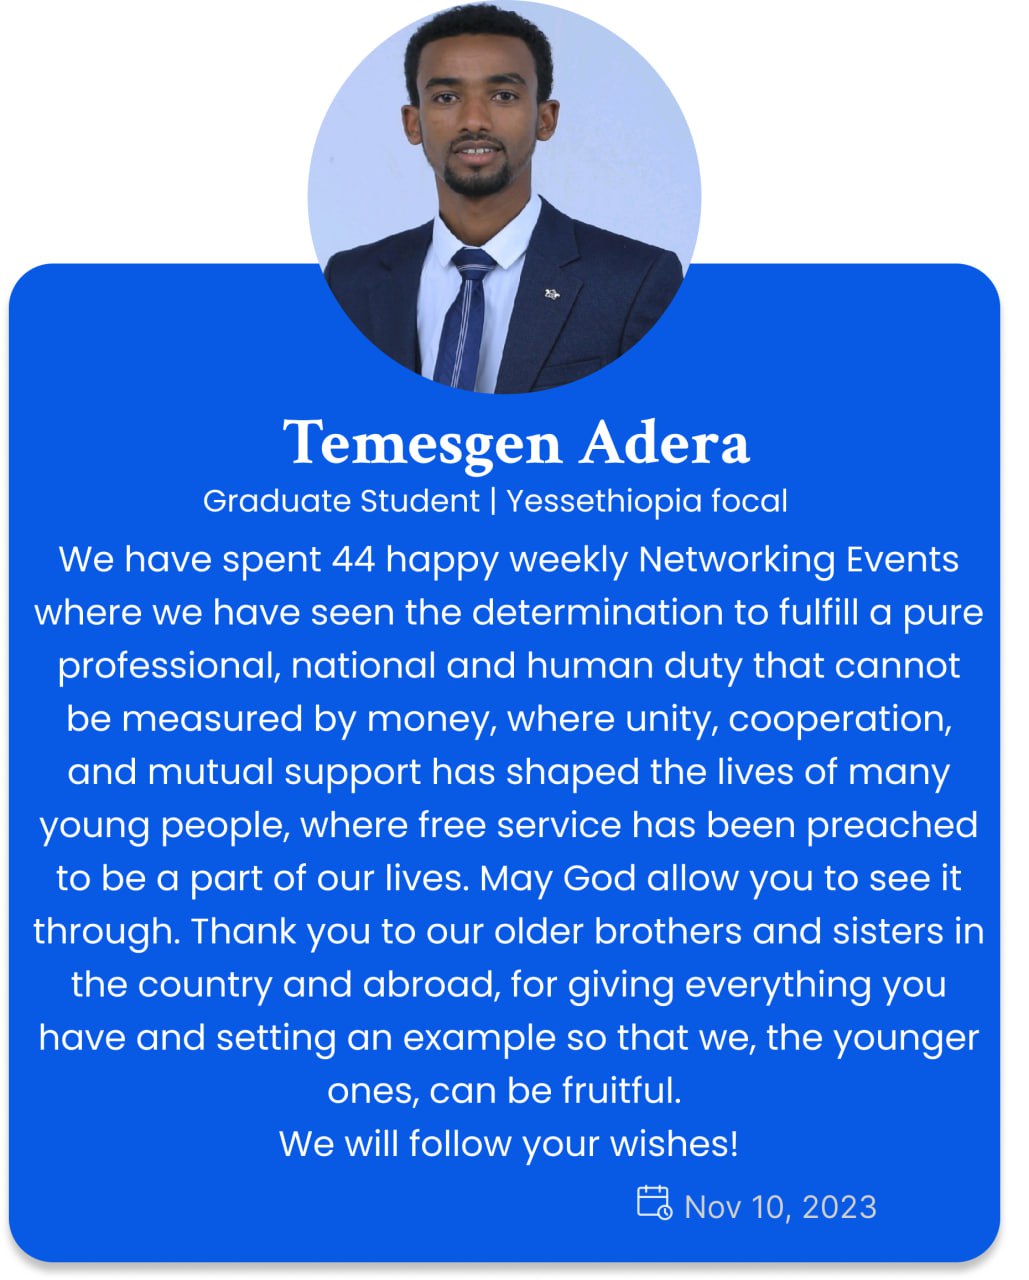 Temesgen Adera
Graduate Student | Yessethiopia focal
We have spent 44 happy weekly Networking Events
where we have seen the determination to fulfill a pure
professional, national and human duty that cannot
be measured by money, where unity, cooperation,
and mutual support has shaped the lives of many
young people, where free service has been preached
to be a part of our lives. May God allow you to see it
through. Thank you to our older brothers and sisters in
the country and abroad, for giving everything you
have and setting an example so that we, the younger
ones, can be fruitful.
We will follow your wishes!
Nov 10, 2023